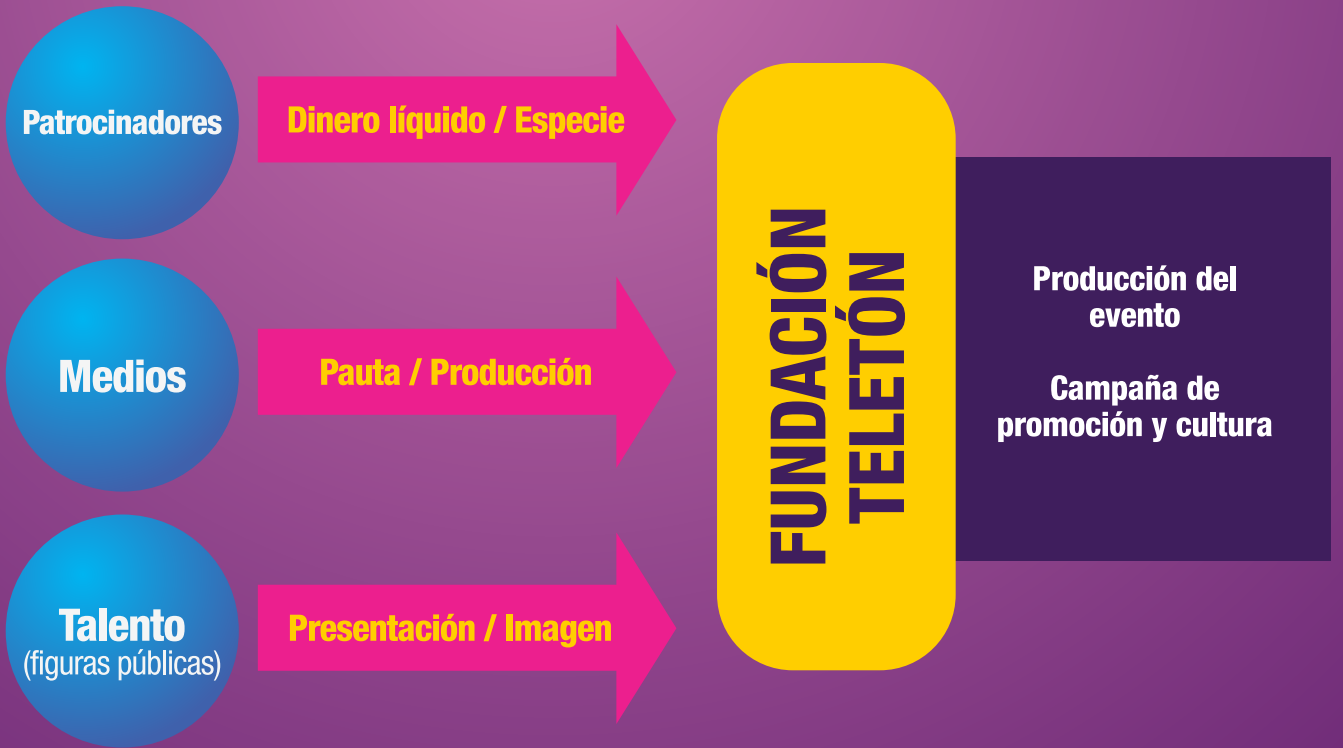 Patrocinadores
Dinero líquido / Especie
Medios
Pauta / Producción
Talento
(figuras públicas)
Presentación / Imagen
FUNDACIÓN
TELETÓN
Producción del
evento
Campaña de
promoción y cultura